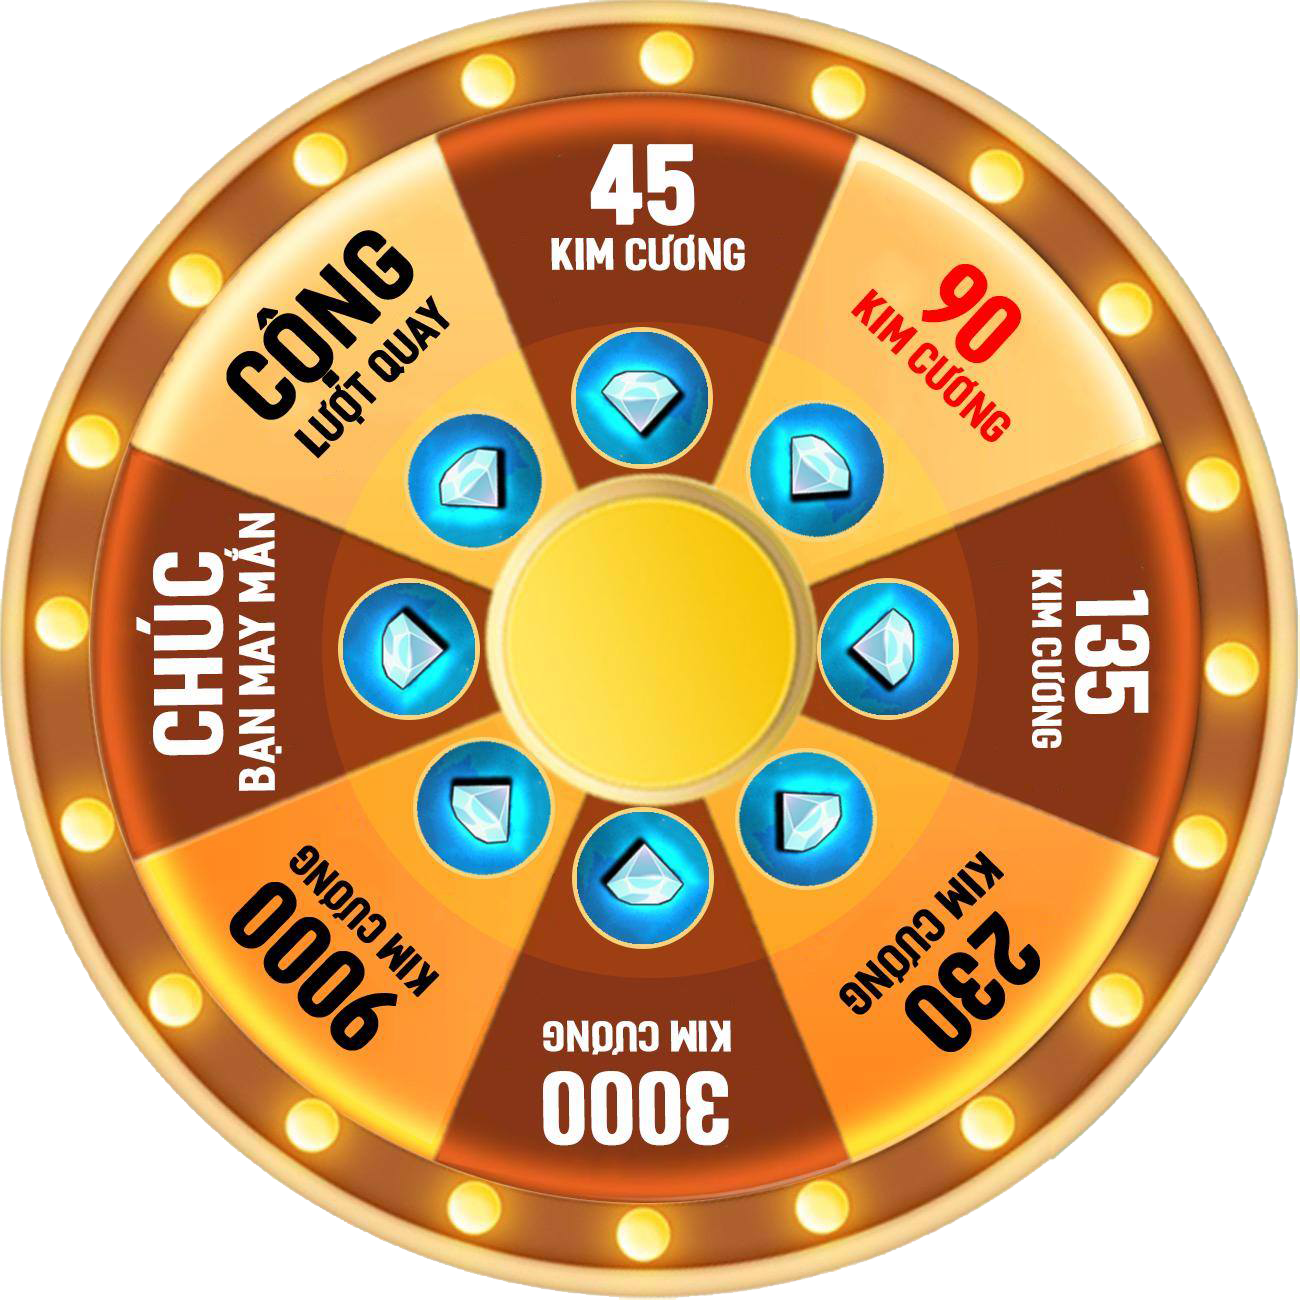 45
KIM CƯƠNG
90
KIM CƯƠNG
135
KIM CƯƠNG
230
KIM CƯƠNG
3000
KIM CƯƠNG
9000
KIM CƯƠNG
CHÚC
BẠN MAY MẮN
CỘNG
LƯỢT QUAY